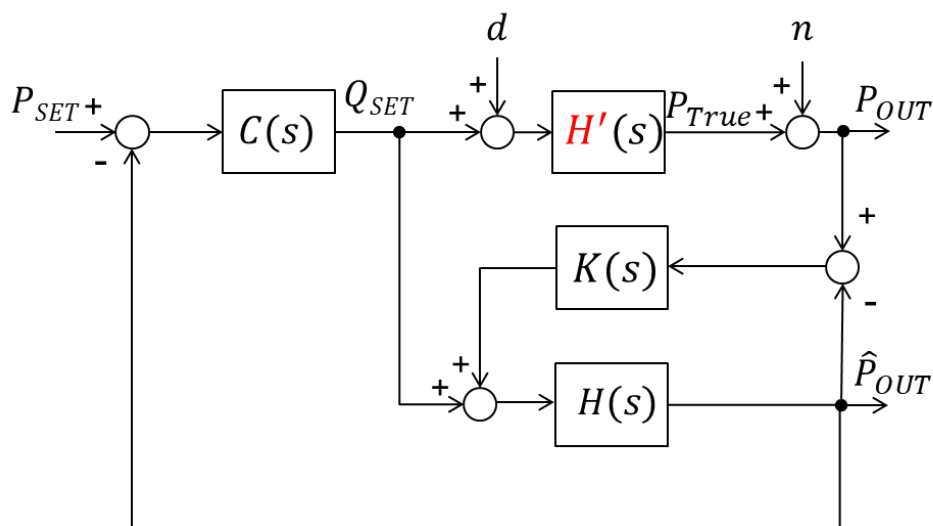 d n
P_SET + Q_SET + + P_True + + P_OUT
- C(s) H'(s)
+
K(s)
-
+ P̂_OUT
+ H(s)